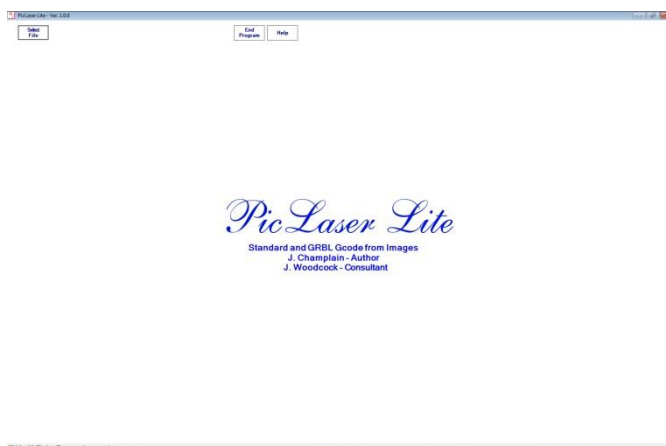 PicLaser Lite - Ver. 1.0.0
Select
File
End
Program
Help
PicLaser Lite
Standard and GRBL Gcode from Images
J. Champlain - Author
J. Woodcock - Consultant